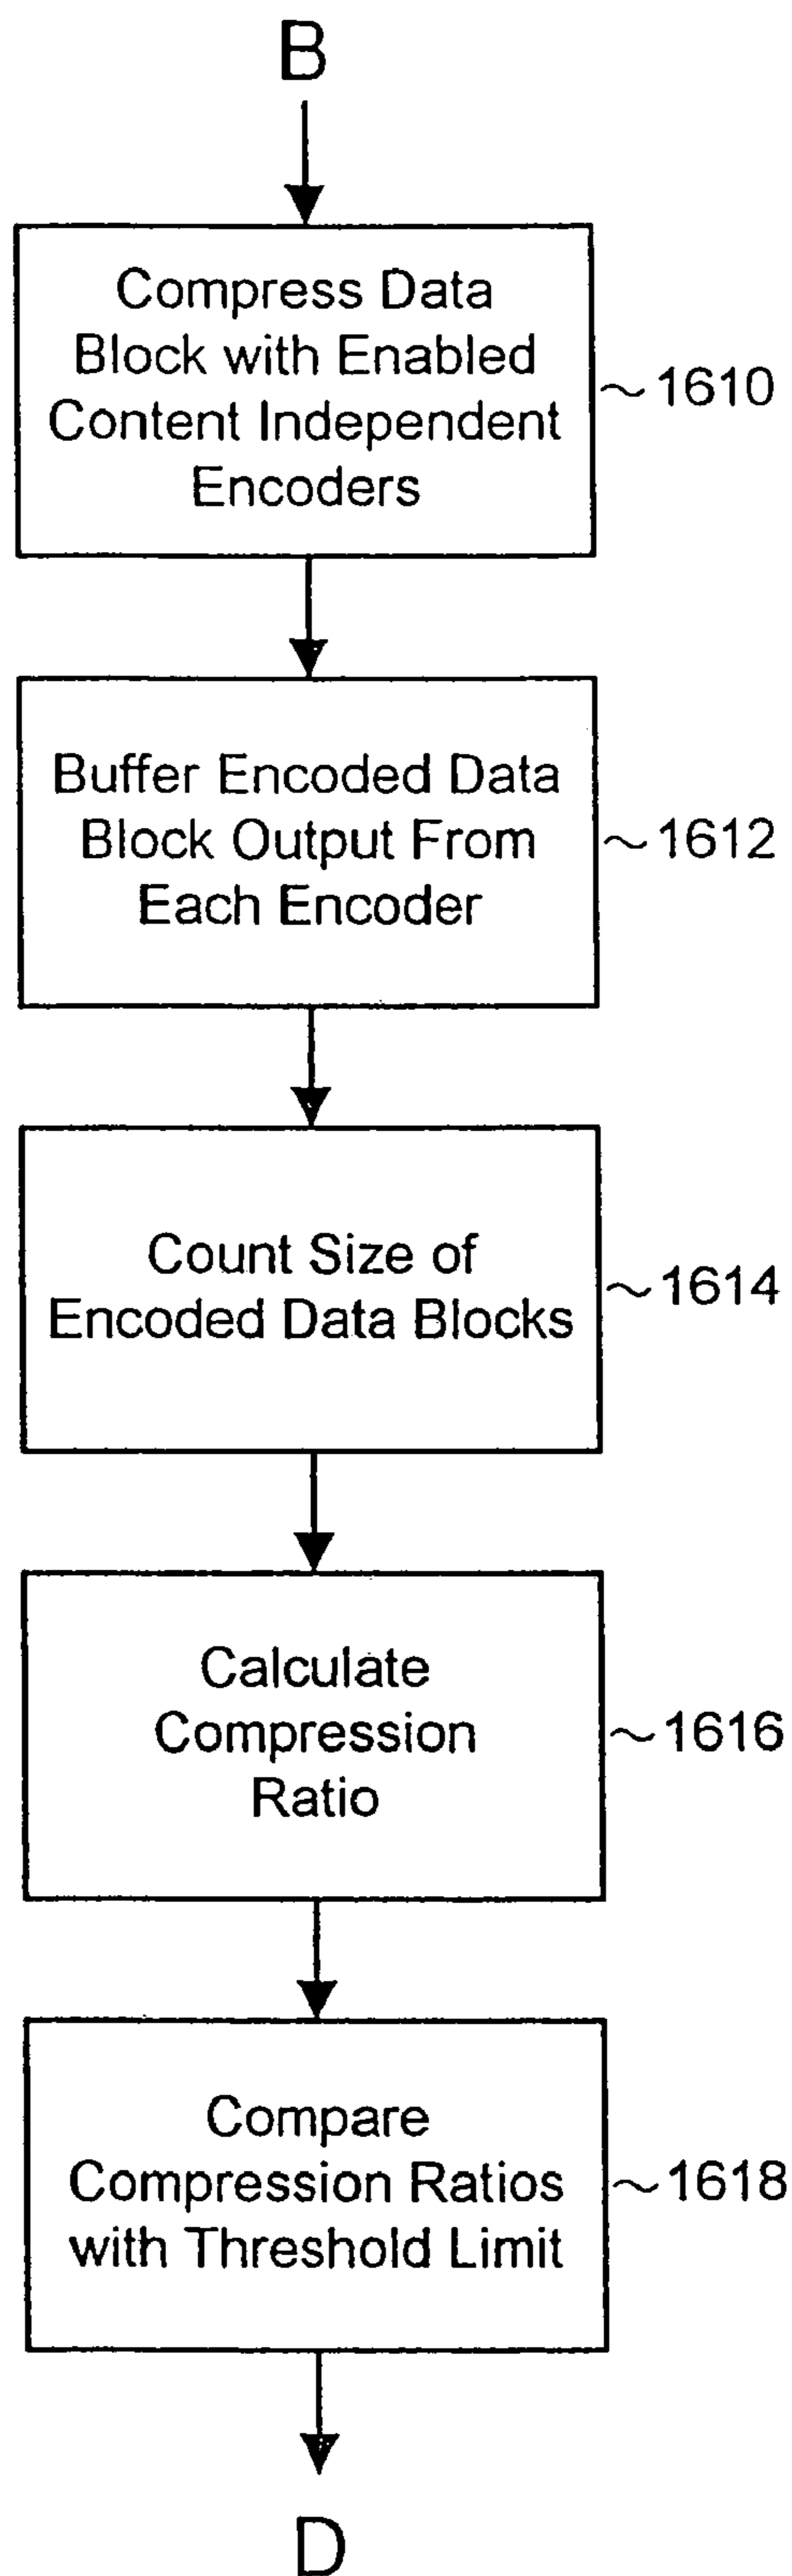 B
Compress Data
Block with Enabled
Content Independent
Encoders
~1610
Buffer Encoded Data
Block Output From
Each Encoder
~1612
Count Size of
Encoded Data Blocks
~1614
Calculate
Compression
Ratio
~1616
Compare
Compression Ratios
with Threshold Limit
~1618
D